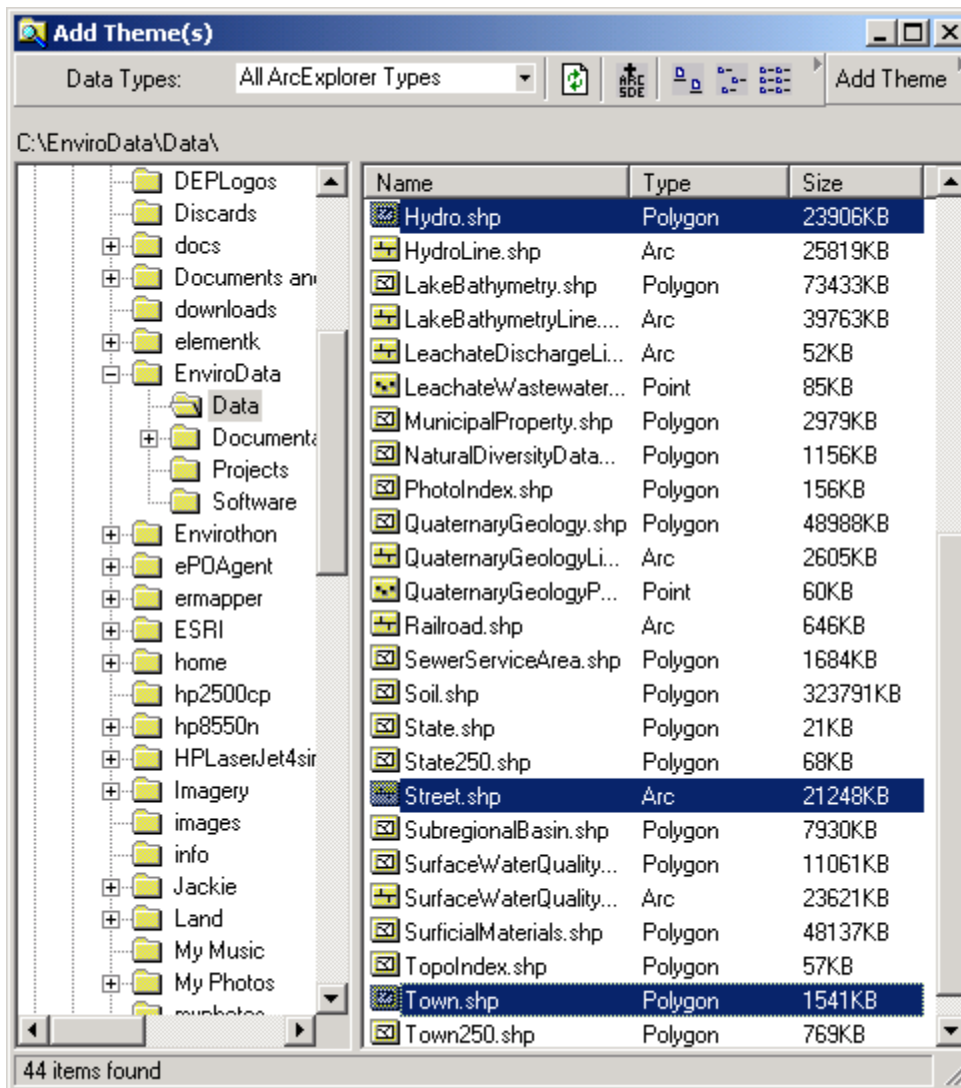 Add Theme(s)
Data Types: All ArcExplorer Types ARC SDE Add Theme
C:\EnviroData\Data\
DEPLogos
Discards
docs
Documents an
downloads
elementk
EnviroData
Data
Documenta
Projects
Software
Envirothon
ePOAgent
ermapper
ESRI
home
hp2500cp
hp8550n
HPLaserJet4sir
Imagery
images
info
Jackie
Land
My Music
My Photos
myphotos
Name Type Size
Hydro.shp Polygon 23906KB
HydroLine.shp Arc 25819KB
LakeBathymetry.shp Polygon 73433KB
LakeBathymetryLine.... Arc 39763KB
LeachateDischargeLi... Arc 52KB
LeachateWastewater... Point 85KB
MunicipalProperty.shp Polygon 2979KB
NaturalDiversityData... Polygon 1156KB
PhotoIndex.shp Polygon 156KB
QuaternaryGeology.shp Polygon 48988KB
QuaternaryGeologyLi... Arc 2605KB
QuaternaryGeologyP... Point 60KB
Railroad.shp Arc 646KB
SewerServiceArea.shp Polygon 1684KB
Soil.shp Polygon 323791KB
State.shp Polygon 21KB
State250.shp Polygon 68KB
Street.shp Arc 21248KB
SubregionalBasin.shp Polygon 7930KB
SurfaceWaterQuality... Polygon 11061KB
SurfaceWaterQuality... Arc 23621KB
SurficialMaterials.shp Polygon 48137KB
TopoIndex.shp Polygon 57KB
Town.shp Polygon 1541KB
Town250.shp Polygon 769KB
44 items found